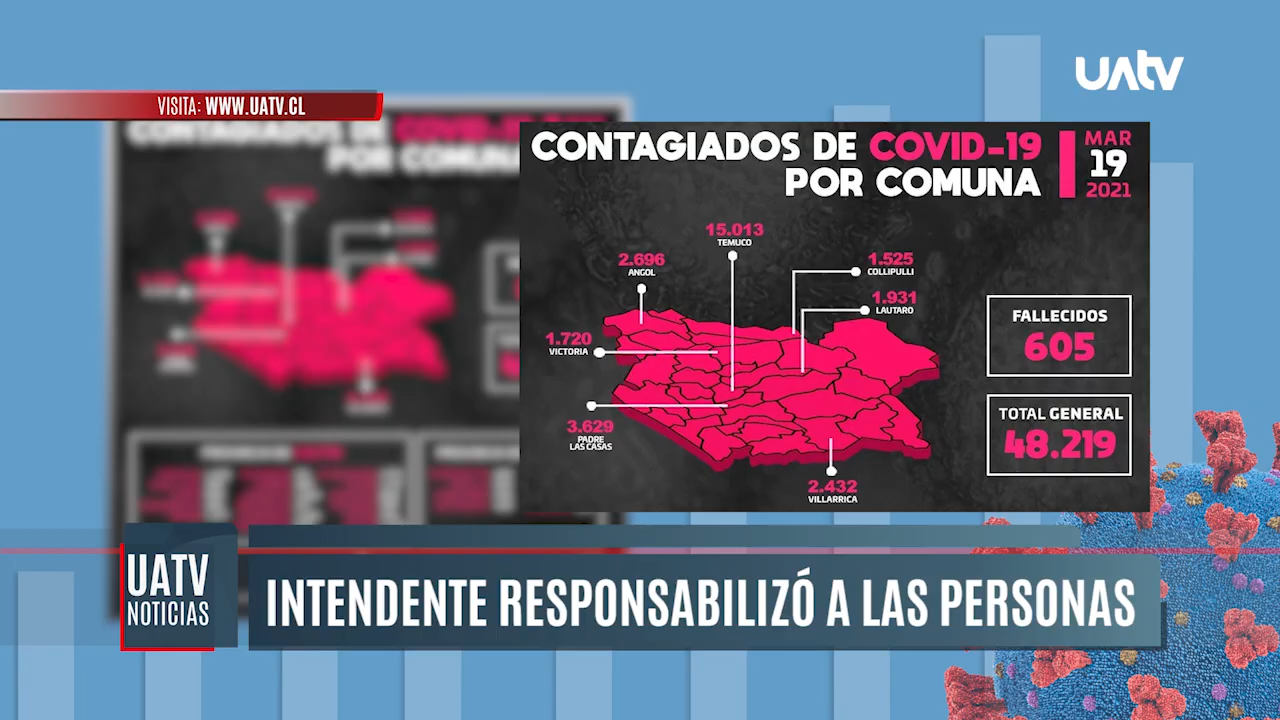 UATV
VISITA: WWW.UATV.CL
CONTAGIADOS DE COVID-19
POR COMUNA
MAR
19
2021
15.013
TEMUCO
2.696
ANGOL
1.525
COLLIPULLI
1.931
LAUTARO
1.720
VICTORIA
3.629
PADRE
LAS CASAS
2.432
VILLARRICA
FALLECIDOS
605
TOTAL GENERAL
48.219
UATV
NOTICIAS
INTENDENTE RESPONSABILIZÓ A LAS PERSONAS